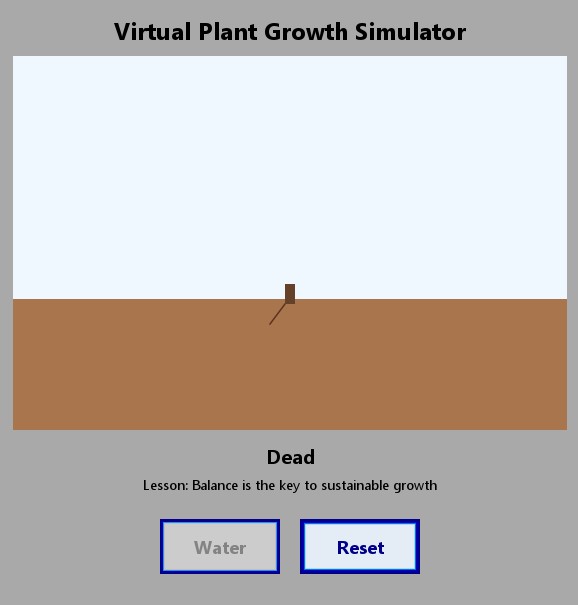 Virtual Plant Growth Simulator
Dead
Lesson: Balance is the key to sustainable growth
Water
Reset